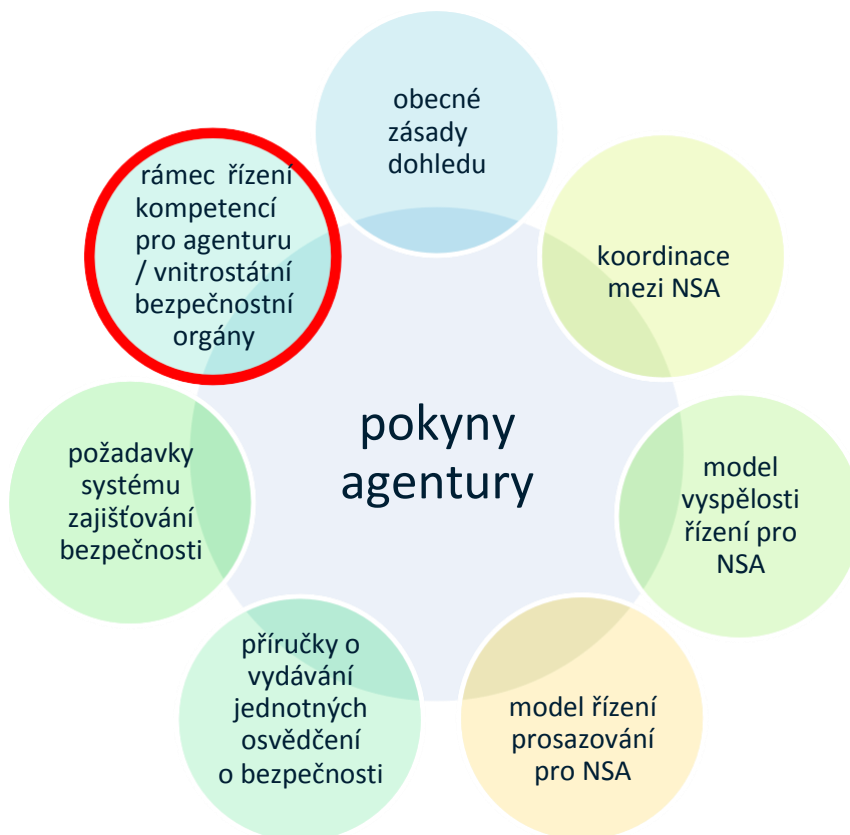 obecné
zásady
dohledu
rámec řízení
kompetencí
pro agenturu
/ vnitrostátní
bezpečnostní
orgány
koordinace
mezi NSA
pokyny
agentury
požadavky
systému
zajišťování
bezpečnosti
model
vyspělosti
řízení pro
NSA
příručky o
vydávání
jednotných
osvědčení
o bezpečnosti
model řízení
prosazování
pro NSA